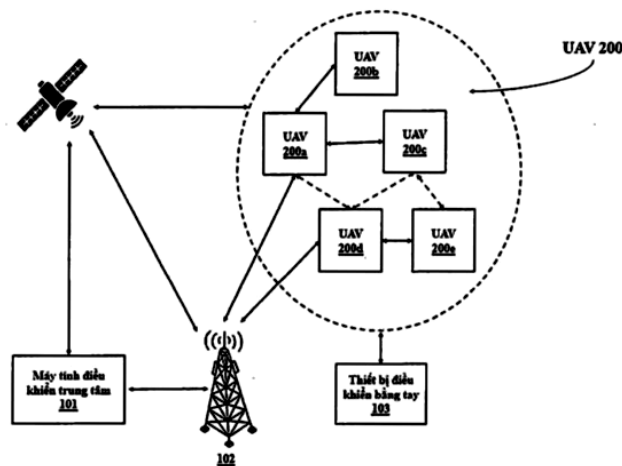 UAV 200
UAV
200b
UAV
200a
UAV
200c
UAV
200d
UAV
200e
Máy tính điều
khiển trung tâm
101
102
Thiết bị điều
khiển bằng tay
103